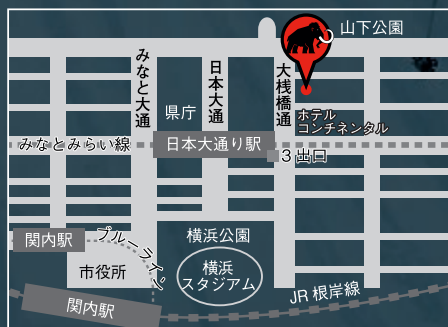 山下公園
みなと大通
日本大通
大桟橋通
県庁
ホテル
コンチネンタル
みなとみらい線
日本大通り駅
3出口
関内駅
ブルーライン
横浜公園
市役所
横浜
スタジアム
関内駅
JR根岸線